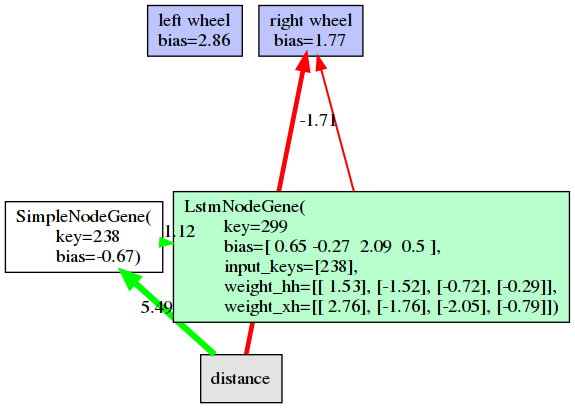 left wheel
bias=2.86
right wheel
bias=1.77
-1.71
SimpleNodeGene(
key=238
bias=-0.67)
1.12
LstmNodeGene(
key=299
bias=[ 0.65 -0.27  2.09  0.5 ],
input_keys=[238],
weight_hh=[[ 1.53], [-1.52], [-0.72], [-0.29]],
weight_xh=[[ 2.76], [-1.76], [-2.05], [-0.79]])
5.49
distance